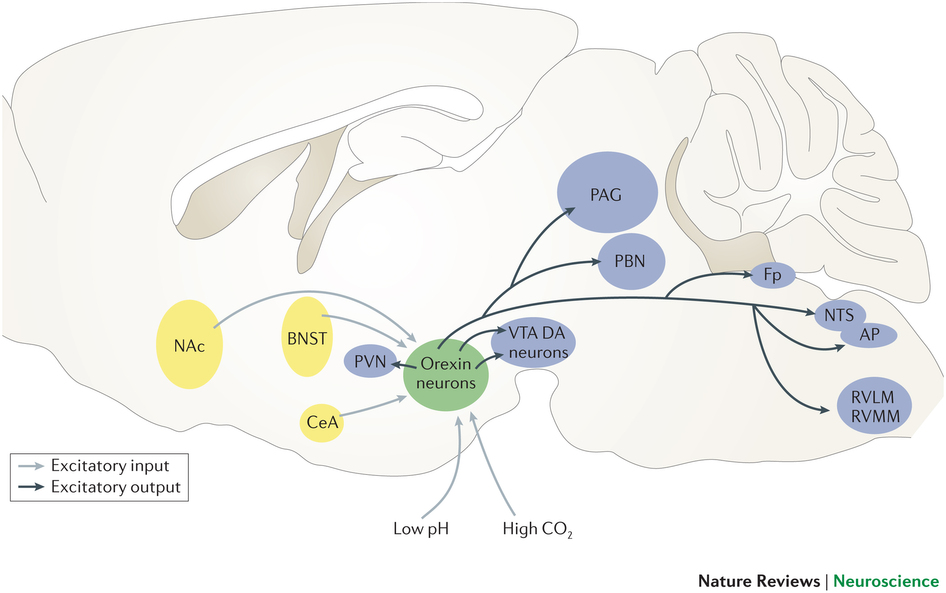 PAG
PBN
Fp
NTS
AP
NAc
BNST
PVN
Orexin
neurons
VTA DA
neurons
CeA
RVLM
RVMM
Excitatory input
Excitatory output
Low pH
High CO₂
Nature Reviews | Neuroscience